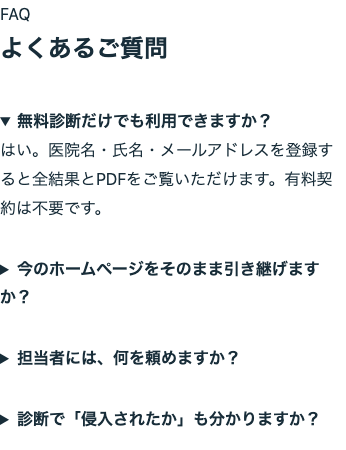 FAQ
よくあるご質問
▼ 無料診断だけでも利用できますか？
はい。医院名・氏名・メールアドレスを登録す
ると全結果とPDFをご覧いただけます。有料契
約は不要です。
▶ 今のホームページをそのまま引き継げます
か？
▶ 担当者には、何を頼めますか？
▶ 診断で「侵入されたか」も分かりますか？